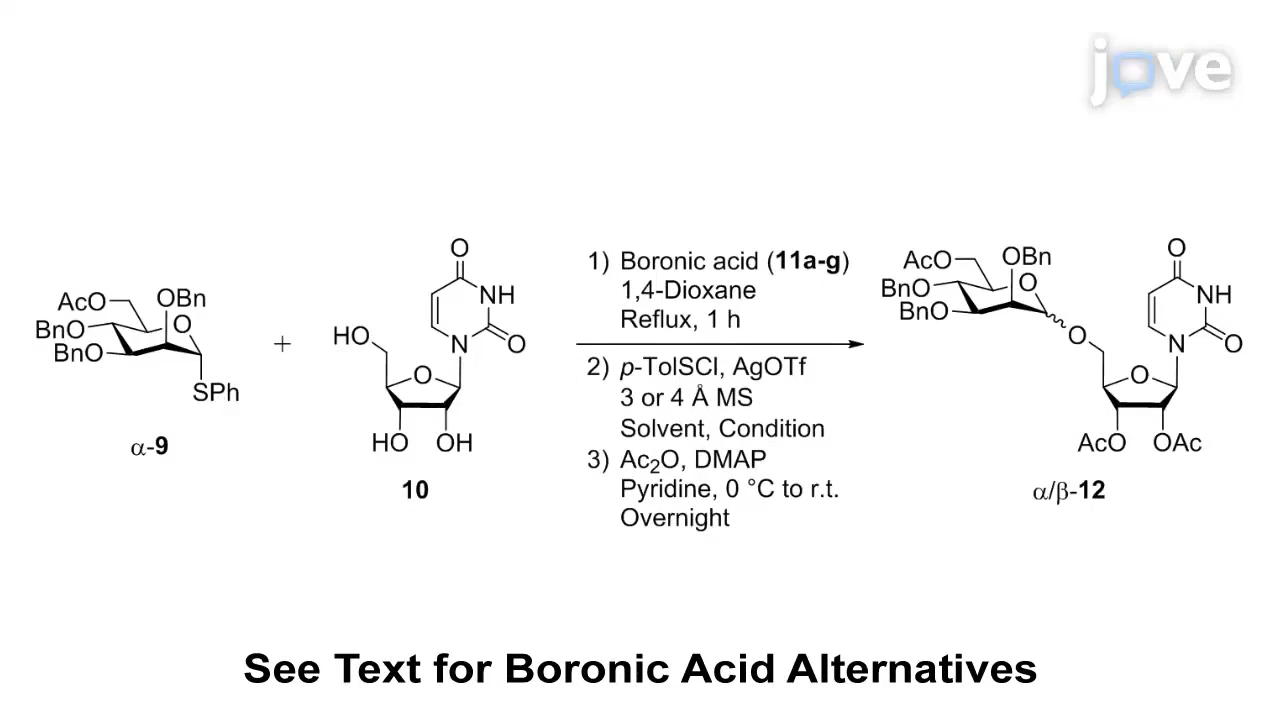 jove
O
AcO
OBn
BnO
O
BnO
SPh
α-9
+
O
NH
HO
N
O
O
HO
OH
10
1) Boronic acid (11a-g)
1,4-Dioxane
Reflux, 1 h
2) p-TolSCl, AgOTf
3 or 4 Å MS
Solvent, Condition
3) Ac₂O, DMAP
Pyridine, 0 °C to r.t.
Overnight
AcO
OBn
BnO
O
BnO
O
O
NH
N
O
O
AcO
OAc
α/β-12
See Text for Boronic Acid Alternatives